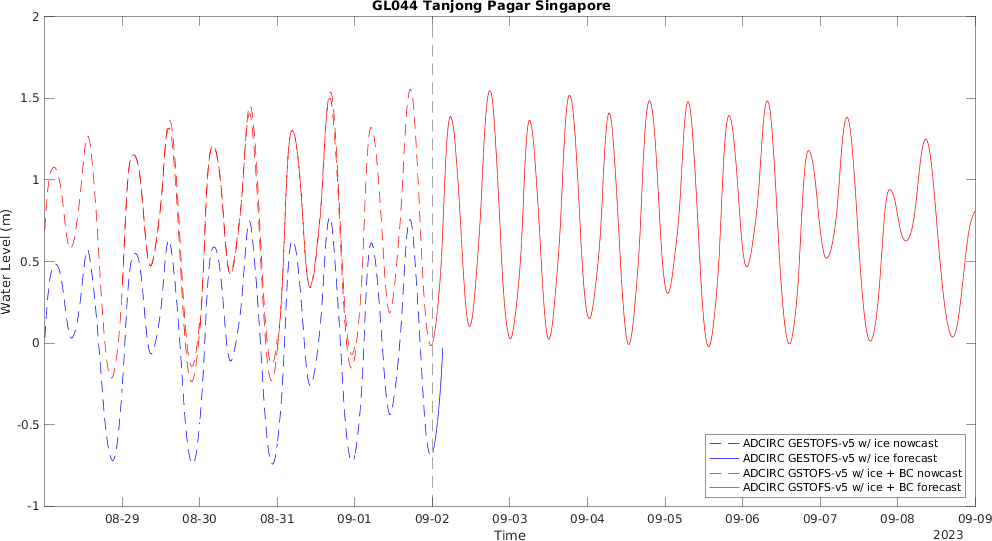 GL044 Tanjong Pagar Singapore
2
1.5
1
0.5
0
-0.5
-1
Water Level (m)
08-29 08-30 08-31 09-01 09-02 09-03 09-04 09-05 09-06 09-07 09-08 09-09
Time
2023
ADCIRC GESTOFS-v5 w/ ice nowcast
ADCIRC GESTOFS-v5 w/ ice forecast
ADCIRC GSTOFS-v5 w/ ice + BC nowcast
ADCIRC GSTOFS-v5 w/ ice + BC forecast